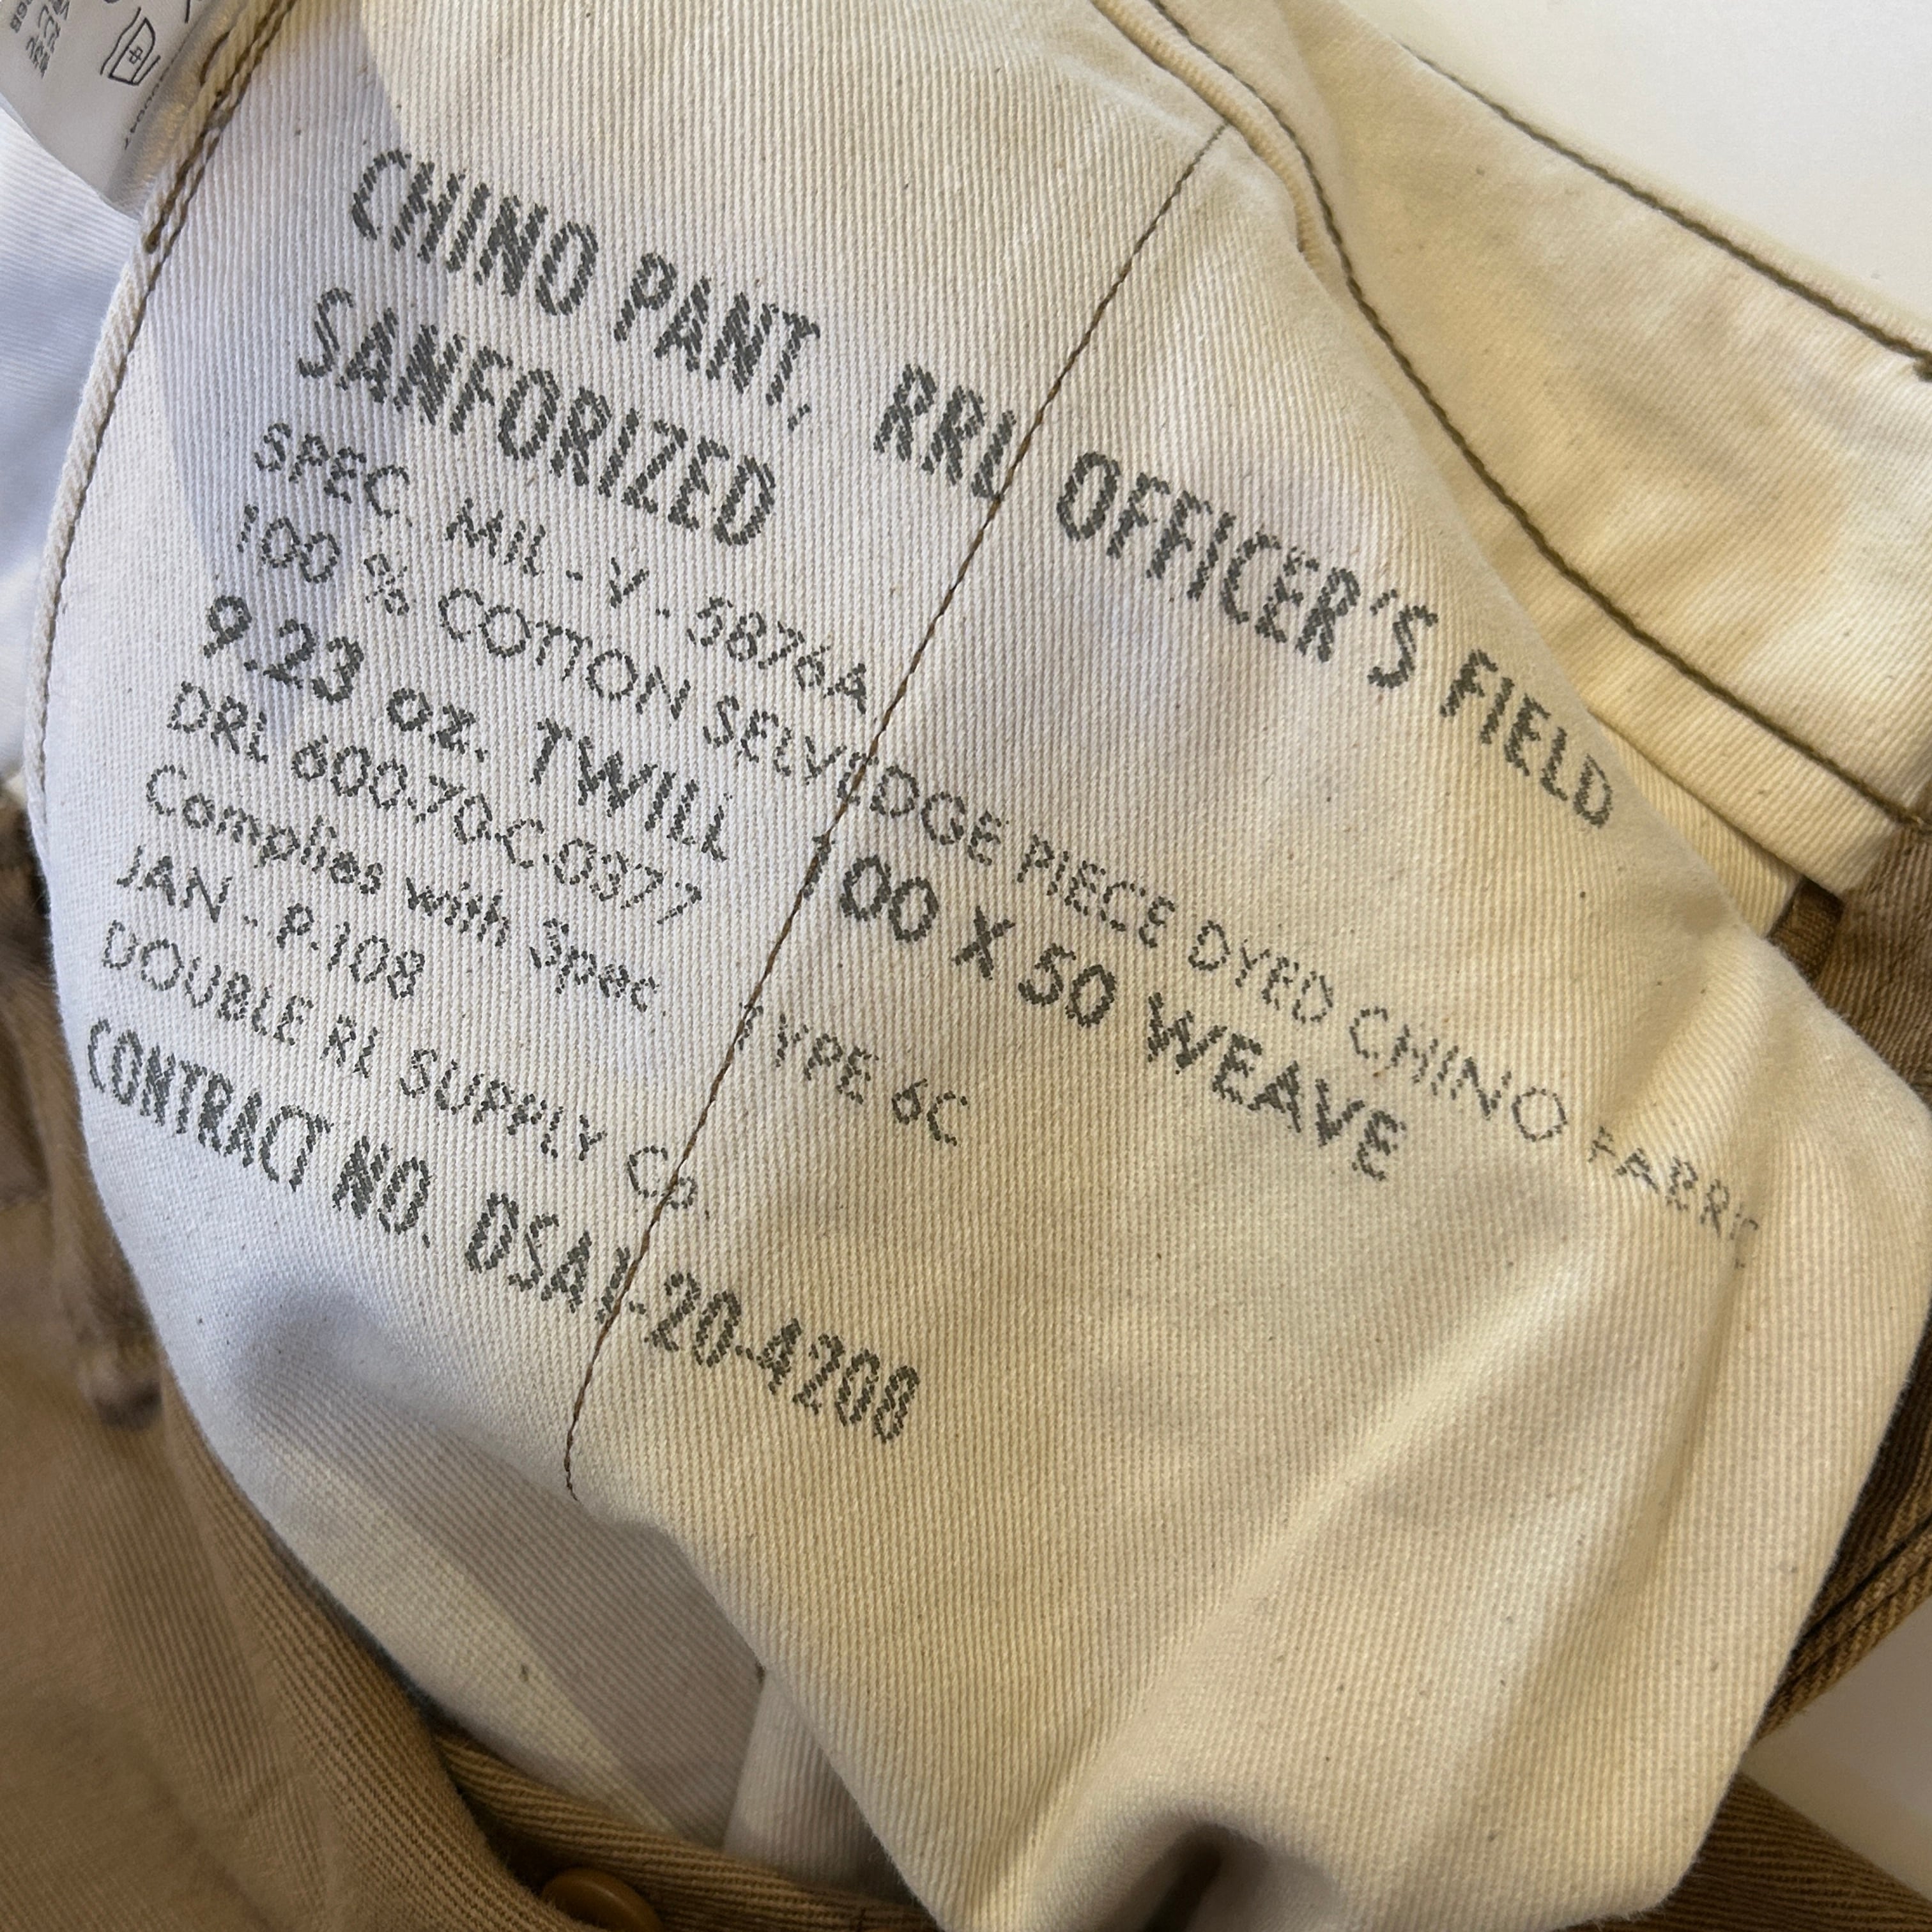 CHINO PANT, RRL OFFICER'S FIELD
SANFORIZED
SPEC. MIL-V-5876A
100 % COTTON SELVEDGE PIECE DYED CHINO FABRIC
9.23 oz. TWILL 100 X 50 WEAVE
DRL 600-70-C-0377
Complies with Spec. TYPE 6C
JAN-P-108
DOUBLE RL SUPPLY Co.
CONTRACT NO. DSA1-20-4208